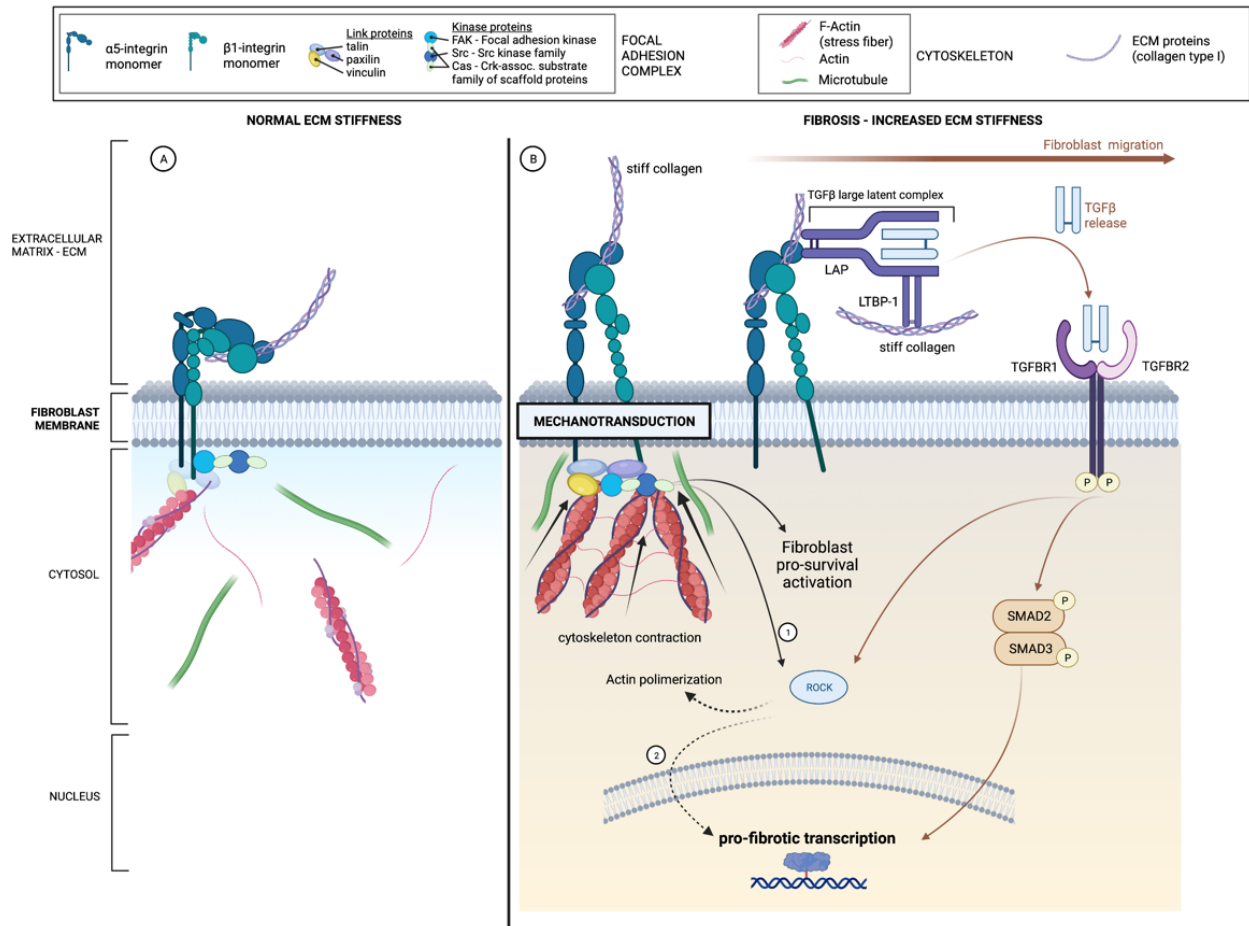 α5-integrin
monomer
β1-integrin
monomer
Link proteins
talin
paxilin
vinculin
Kinase proteins
FAK - Focal adhesion kinase
Src - Src kinase family
Cas - Crk-assoc. substrate
family of scaffold proteins
FOCAL
ADHESION
COMPLEX
F-Actin
(stress fiber)
Actin
Microtubule
CYTOSKELETON
ECM proteins
(collagen type I)
NORMAL ECM STIFFNESS
FIBROSIS - INCREASED ECM STIFFNESS
A
B
Fibroblast migration
stiff collagen
TGFβ large latent complex
TGFβ
release
EXTRACELLULAR
MATRIX - ECM
LAP
LTBP-1
stiff collagen
TGFBR1
TGFBR2
FIBROBLAST
MEMBRANE
MECHANOTRANSDUCTION
P
P
CYTOSOL
Fibroblast
pro-survival
activation
P
SMAD2
SMAD3
P
cytoskeleton contraction
1
Actin polimerization
ROCK
2
NUCLEUS
pro-fibrotic transcription